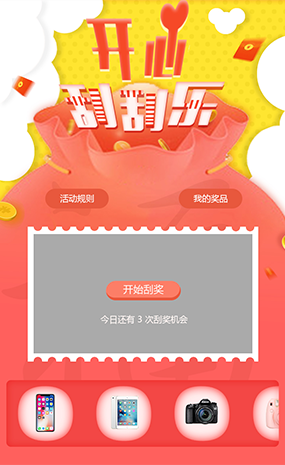 开心
刮刮乐
活动规则
我的奖品
开始刮奖
今日还有 3 次刮奖机会